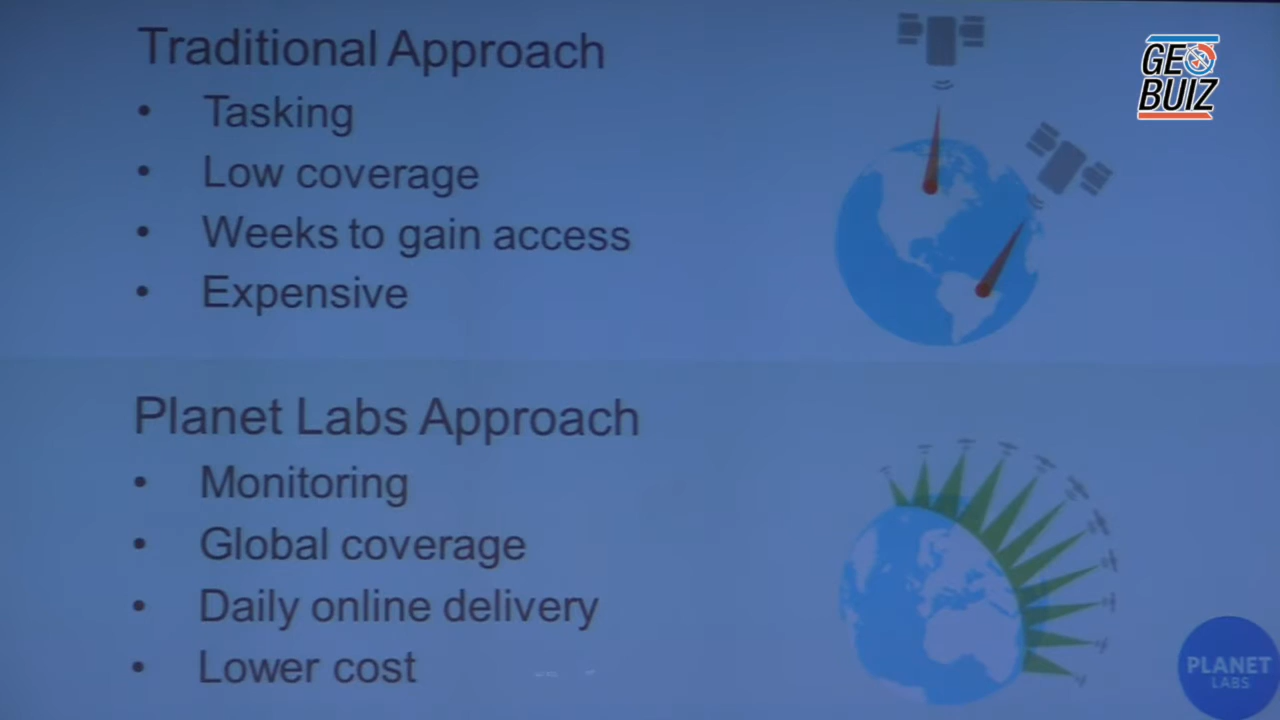 Traditional Approach
• Tasking
• Low coverage
• Weeks to gain access
• Expensive
GEO
BUIZ
Planet Labs Approach
• Monitoring
• Global coverage
• Daily online delivery
• Lower cost
PLANET
LABS